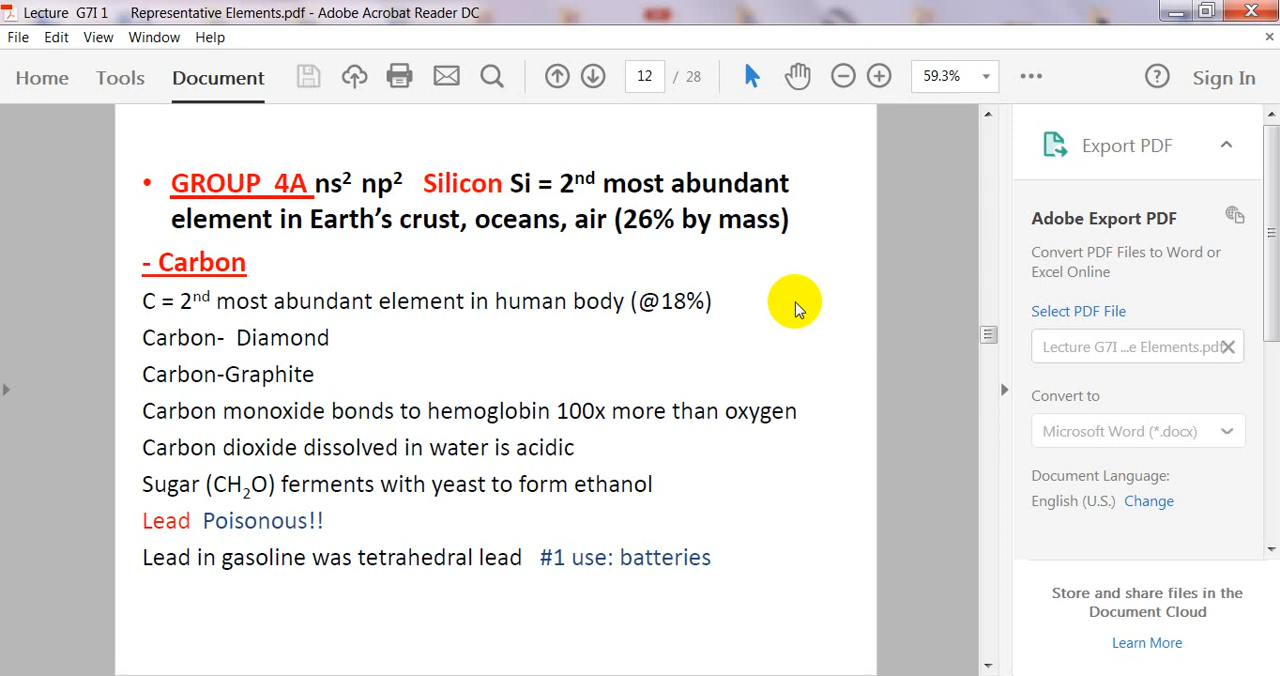 Lecture G7I 1 Representative Elements.pdf - Adobe Acrobat Reader DC
File Edit View Window Help
Home Tools Document 12 / 28 59.3% Sign In
• GROUP 4A ns² np² Silicon Si = 2nd most abundant
element in Earth's crust, oceans, air (26% by mass)
- Carbon
C = 2nd most abundant element in human body (@18%)
Carbon- Diamond
Carbon-Graphite
Carbon monoxide bonds to hemoglobin 100x more than oxygen
Carbon dioxide dissolved in water is acidic
Sugar (CH₂O) ferments with yeast to form ethanol
Lead Poisonous!!
Lead in gasoline was tetrahedral lead #1 use: batteries
Export PDF
Adobe Export PDF
Convert PDF Files to Word or
Excel Online
Select PDF File
Lecture G7I ...e Elements.pdf
Convert to
Microsoft Word (*.docx)
Document Language:
English (U.S.) Change
Store and share files in the
Document Cloud
Learn More